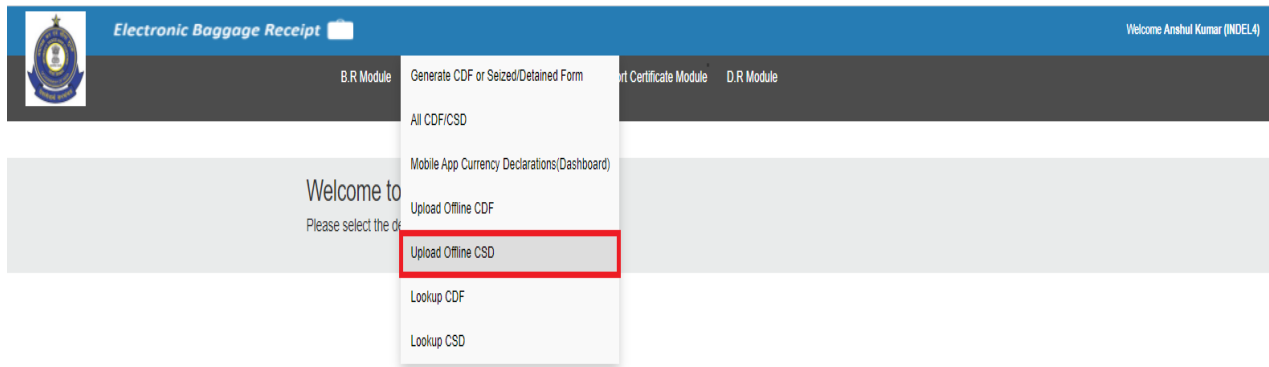 Electronic Baggage Receipt
Welcome Anshul Kumar (INDEL4)
B.R Module
Generate CDF or Seized/Detained Form
rt Certificate Module
D.R Module
All CDF/CSD
Mobile App Currency Declarations(Dashboard)
Welcome to
Please select the de
Upload Offline CDF
Upload Offline CSD
Lookup CDF
Lookup CSD